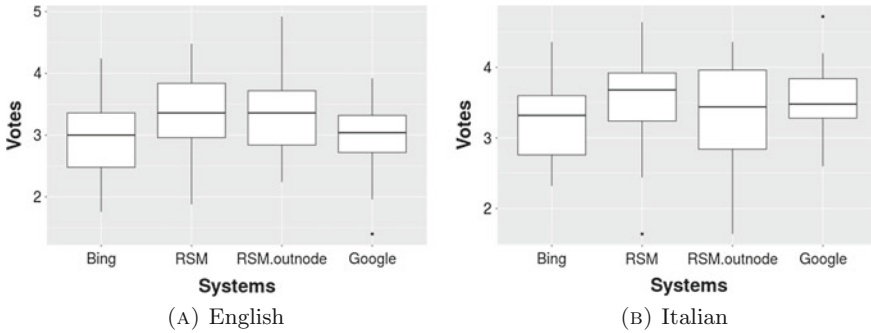 5
4
3
2
Votes
Bing RSM RSM.outnode Google
Systems
(A) English
4
3
2
Votes
Bing RSM RSM.outnode Google
Systems
(B) Italian